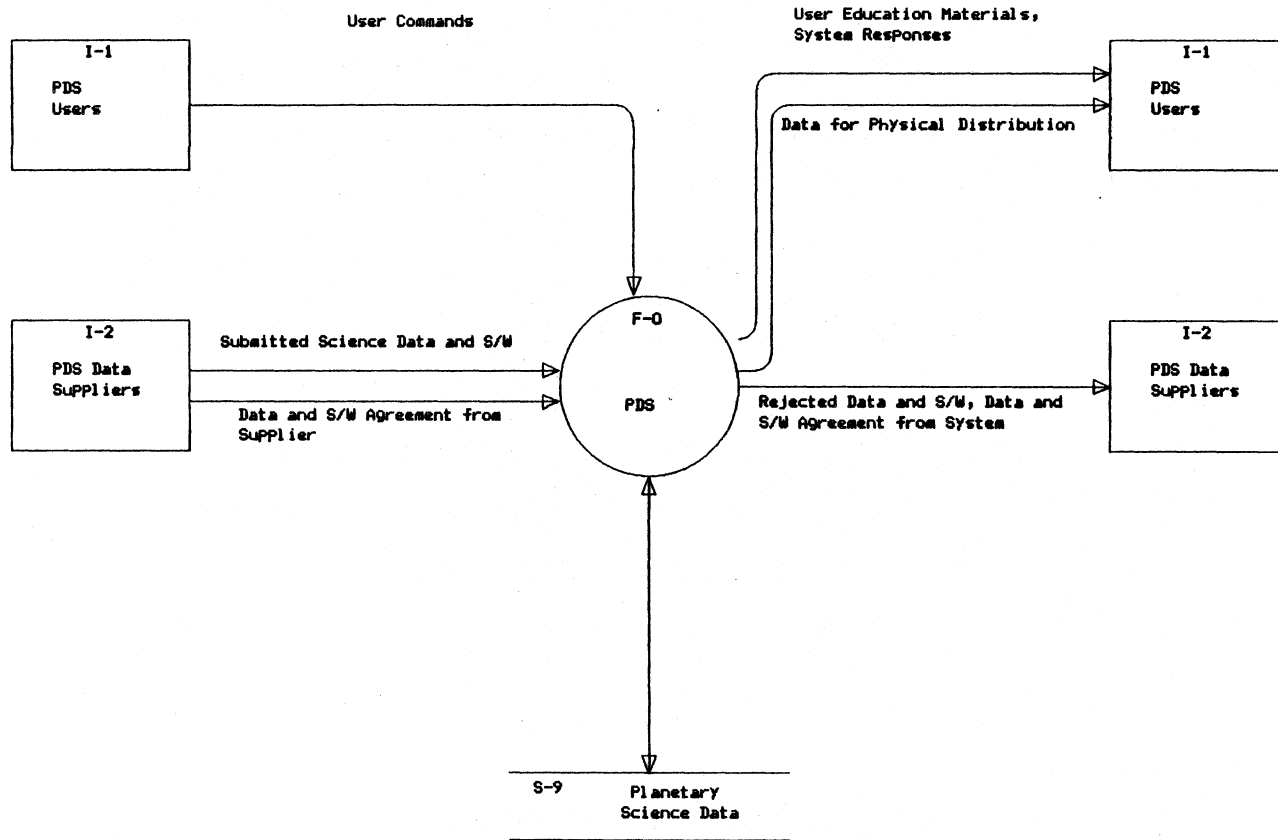 User Commands
User Education Materials,
System Responses
I-1
PDS
Users
I-1
PDS
Users
Data for Physical Distribution
I-2
PDS Data
Suppliers
Submitted Science Data and S/W
Data and S/W Agreement from
Supplier
F-0
PDS
Rejected Data and S/W, Data and
S/W Agreement from System
I-2
PDS Data
Suppliers
S-9
Planetary
Science Data